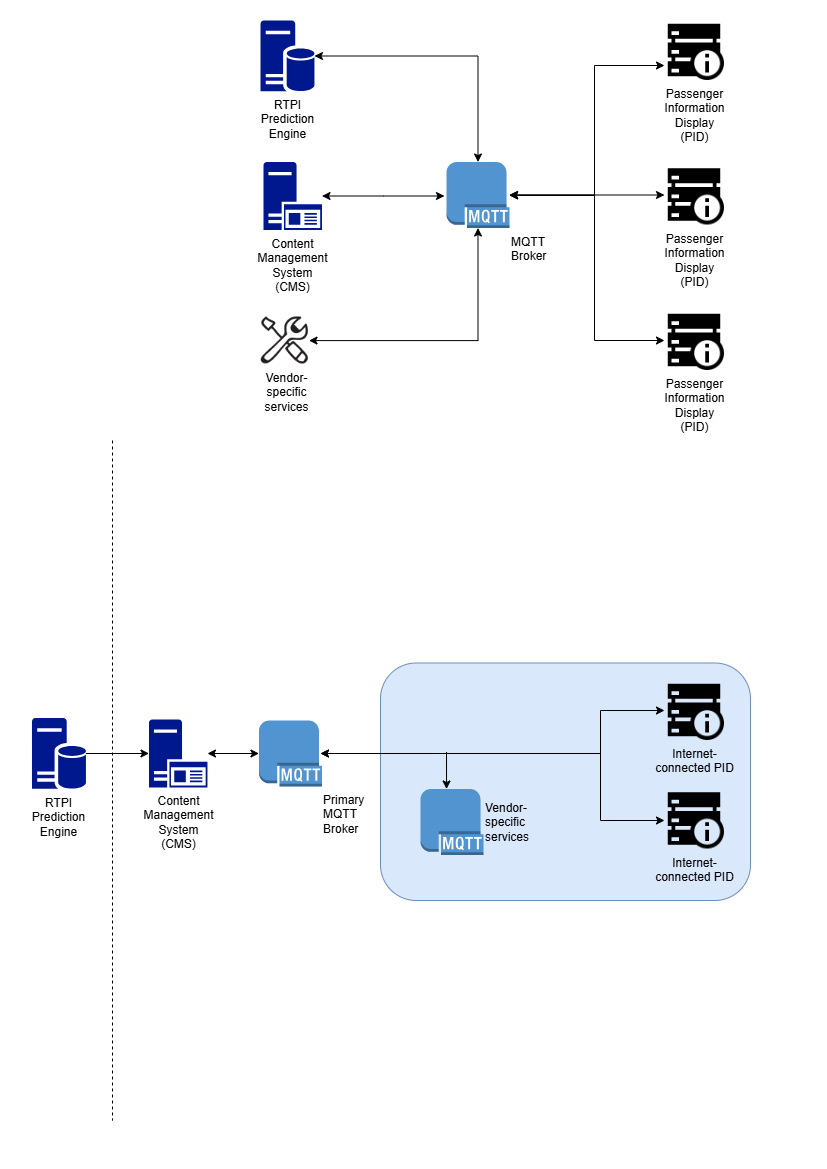 RTPI
Prediction
Engine
Passenger
Information
Display
(PID)
MQTT
Content
Management
System
(CMS)
MQTT
Broker
Passenger
Information
Display
(PID)
Vendor-
specific
services
Passenger
Information
Display
(PID)
RTPI
Prediction
Engine
Content
Management
System
(CMS)
MQTT
Primary
MQTT
Broker
MQTT
Vendor-
specific
services
Internet-
connected PID
Internet-
connected PID